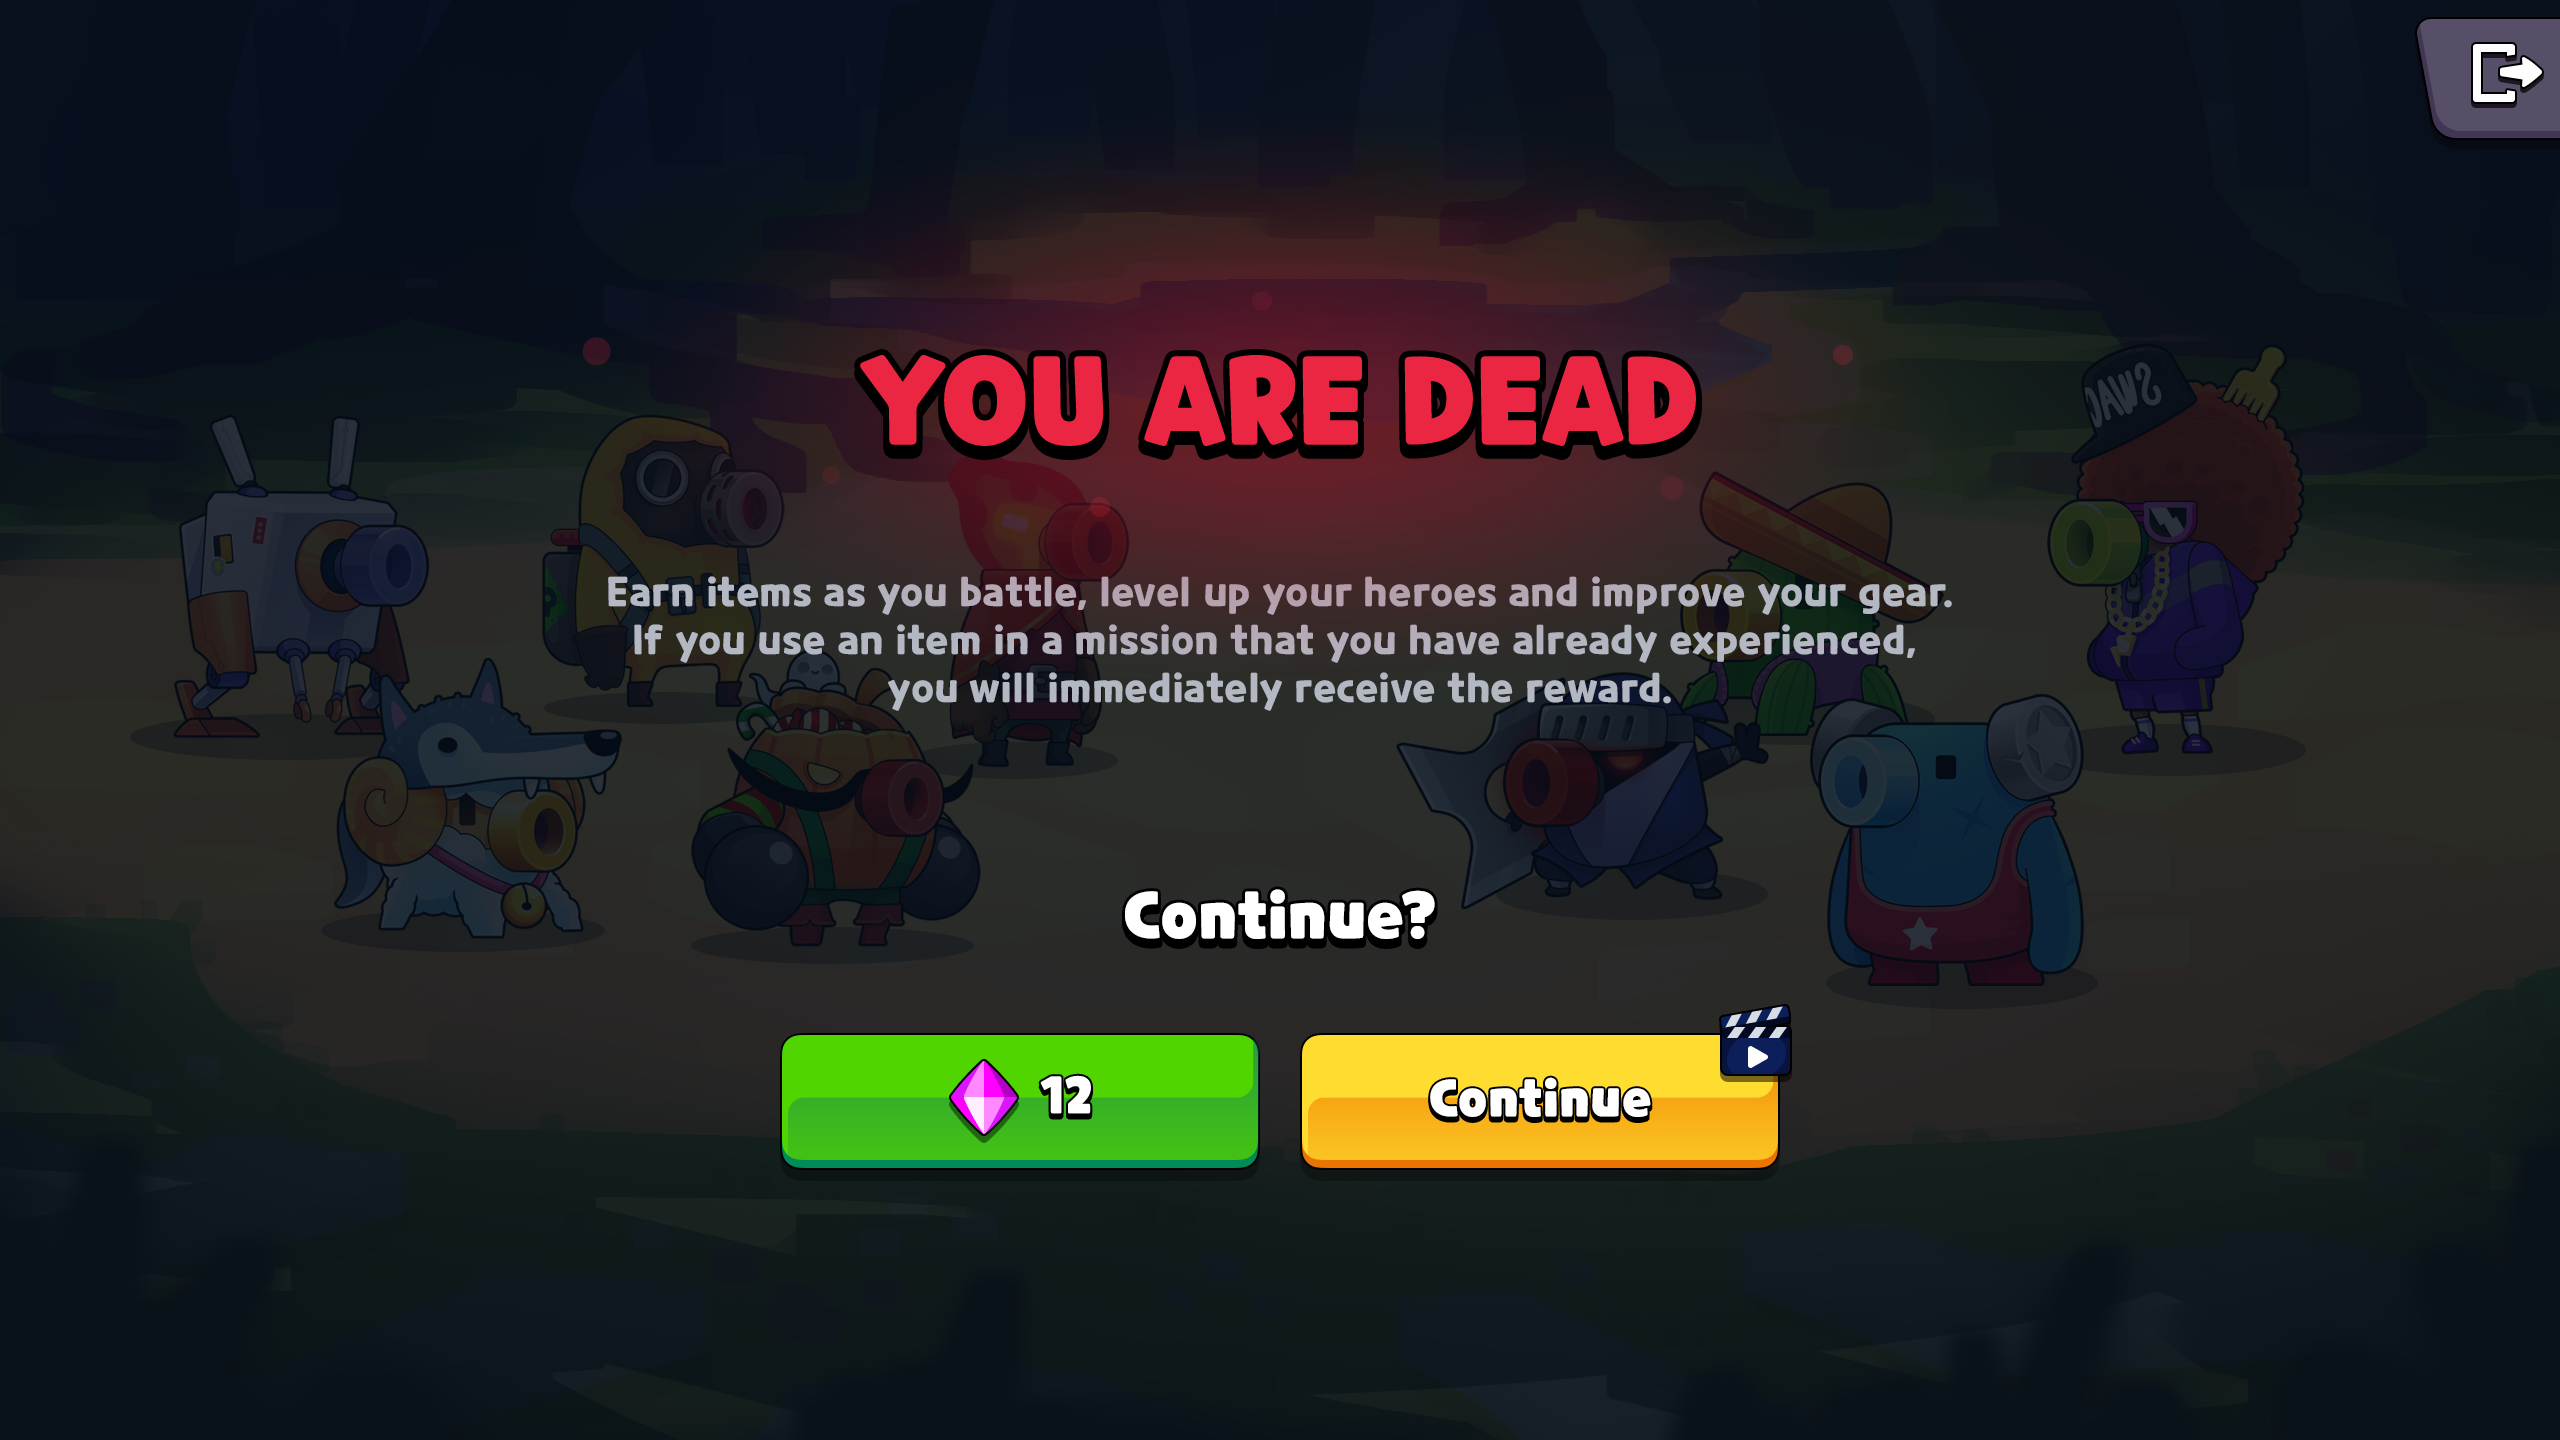 YOU ARE DEAD
SWAG
Earn items as you battle, level up your heroes and improve your gear.
If you use an item in a mission that you have already experienced,
you will immediately receive the reward.
Continue?
12
Continue